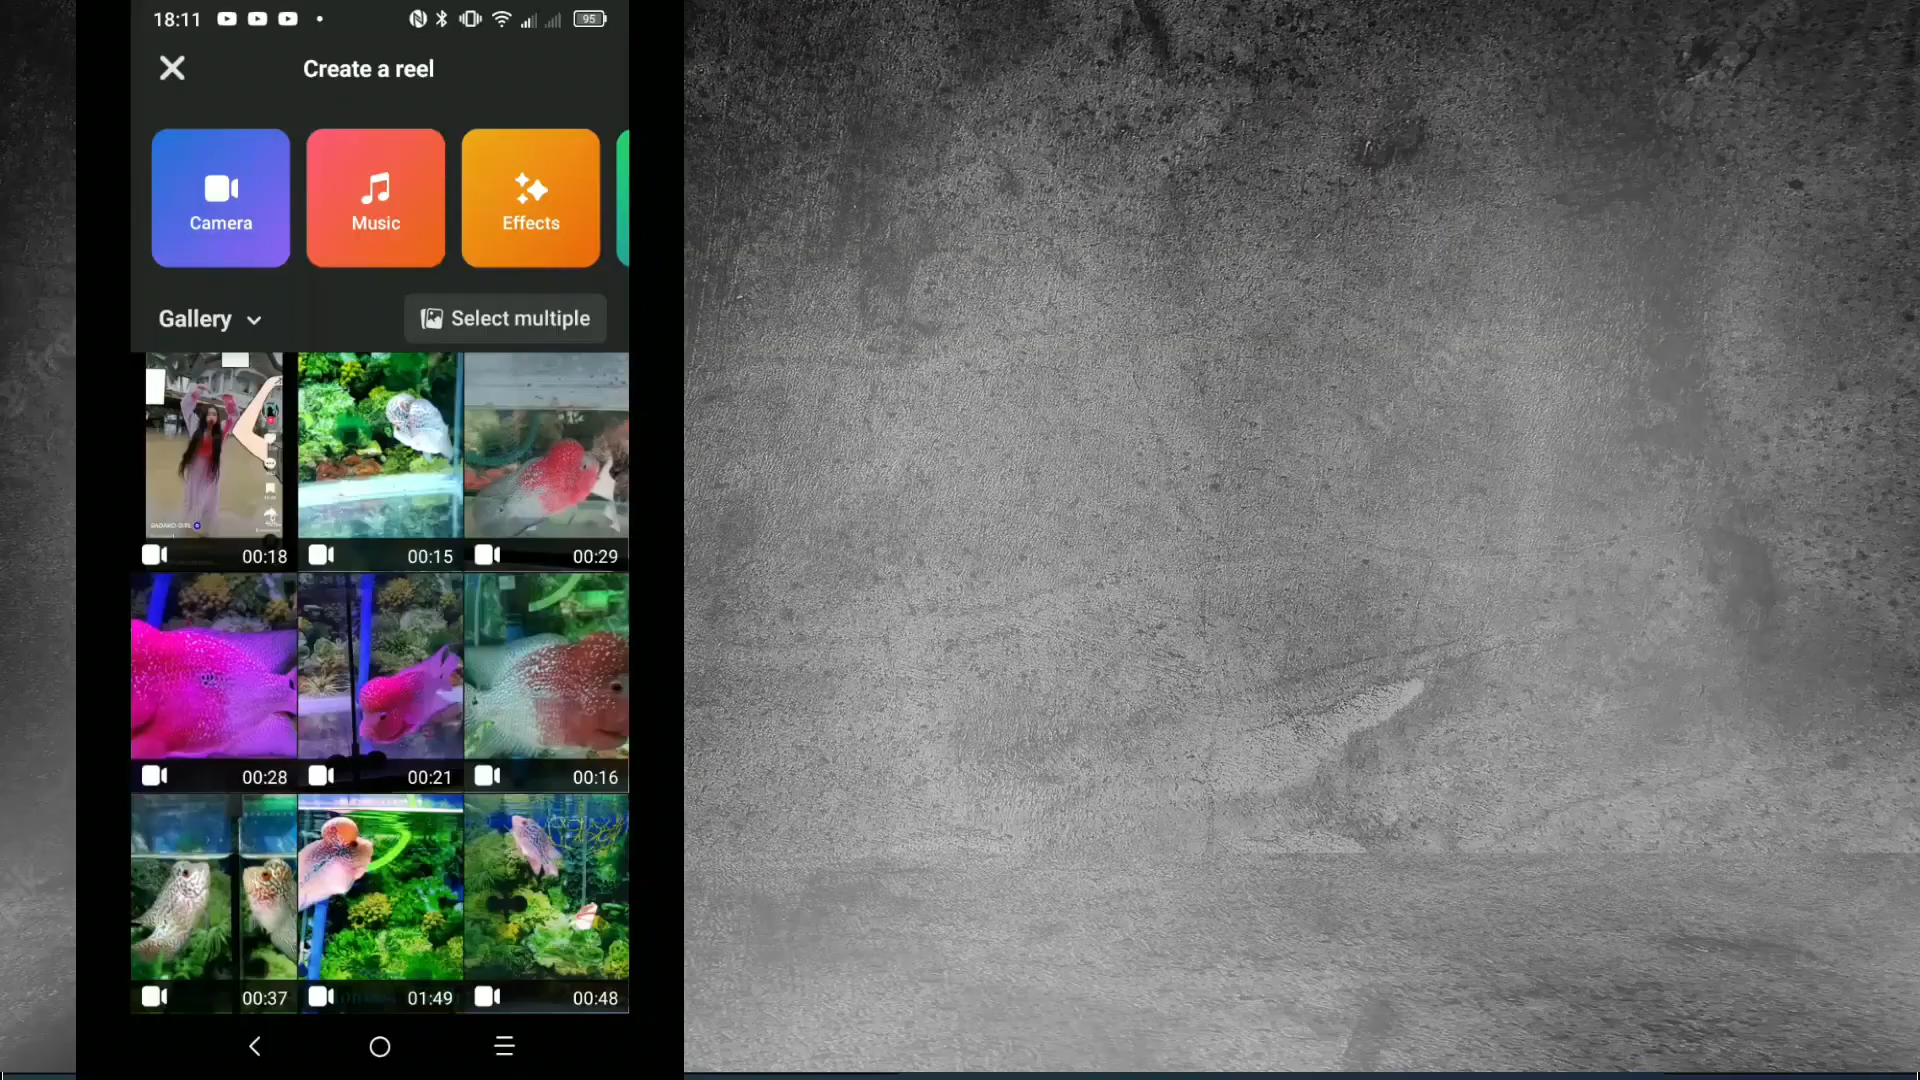 18:11 95
Create a reel
Camera Music Effects
Gallery Select multiple
00:18 00:15 00:29
00:28 00:21 00:16
00:37 01:49 00:48